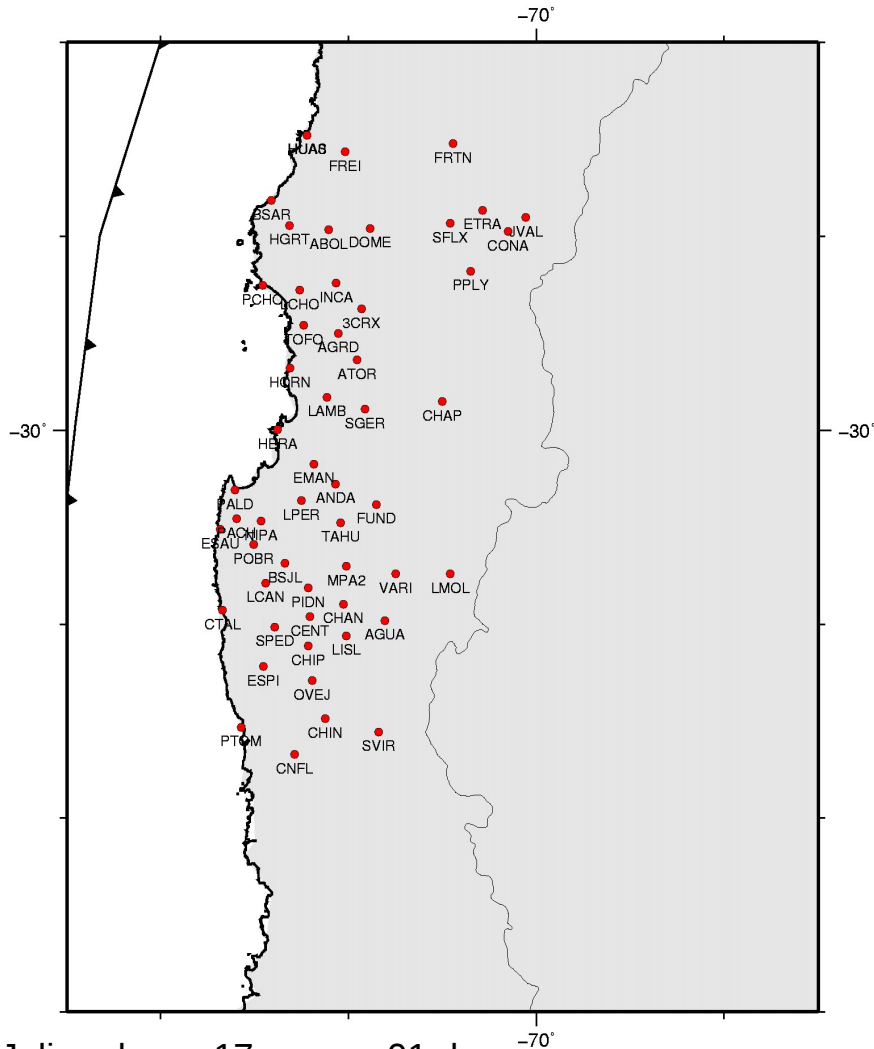 −70˚
HUAS
FREI
FRTN
BSAR
HGRT
ABOL
DOME
SFLX
ETRA
JVAL
CONA
PPLY
PCHO
LCHO
INCA
3CRX
TOFO
AGRD
ATOR
HORN
LAMB
SGER
CHAP
−30˚
−30˚
HERA
EMAN
ANDA
PALD
LPER
FUND
ESAU
TAHU
POBR
BSJL
MPA2
VARI
LMOL
LCAN
PIDN
CHAN
CTAL
CENT
AGUA
SPED
LISL
CHIP
ESPI
OVEJ
CHIN
PTOM
SVIR
CNFL
−70˚